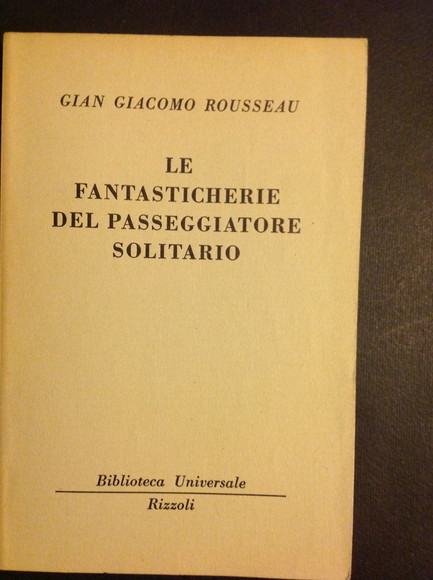 GIAN GIACOMO ROUSSEAU
LE
FANTASTICHERIE
DEL PASSEGGIATORE
SOLITARIO
Biblioteca Universale
Rizzoli